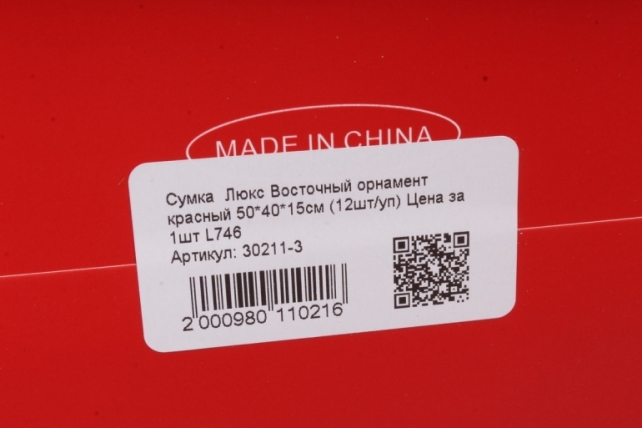 MADE IN CHINA
Сумка Люкс Восточный орнамент
красный 50*40*15см (12шт/уп) Цена за
1шт L746
Артикул: 30211-3
2 000980 110216